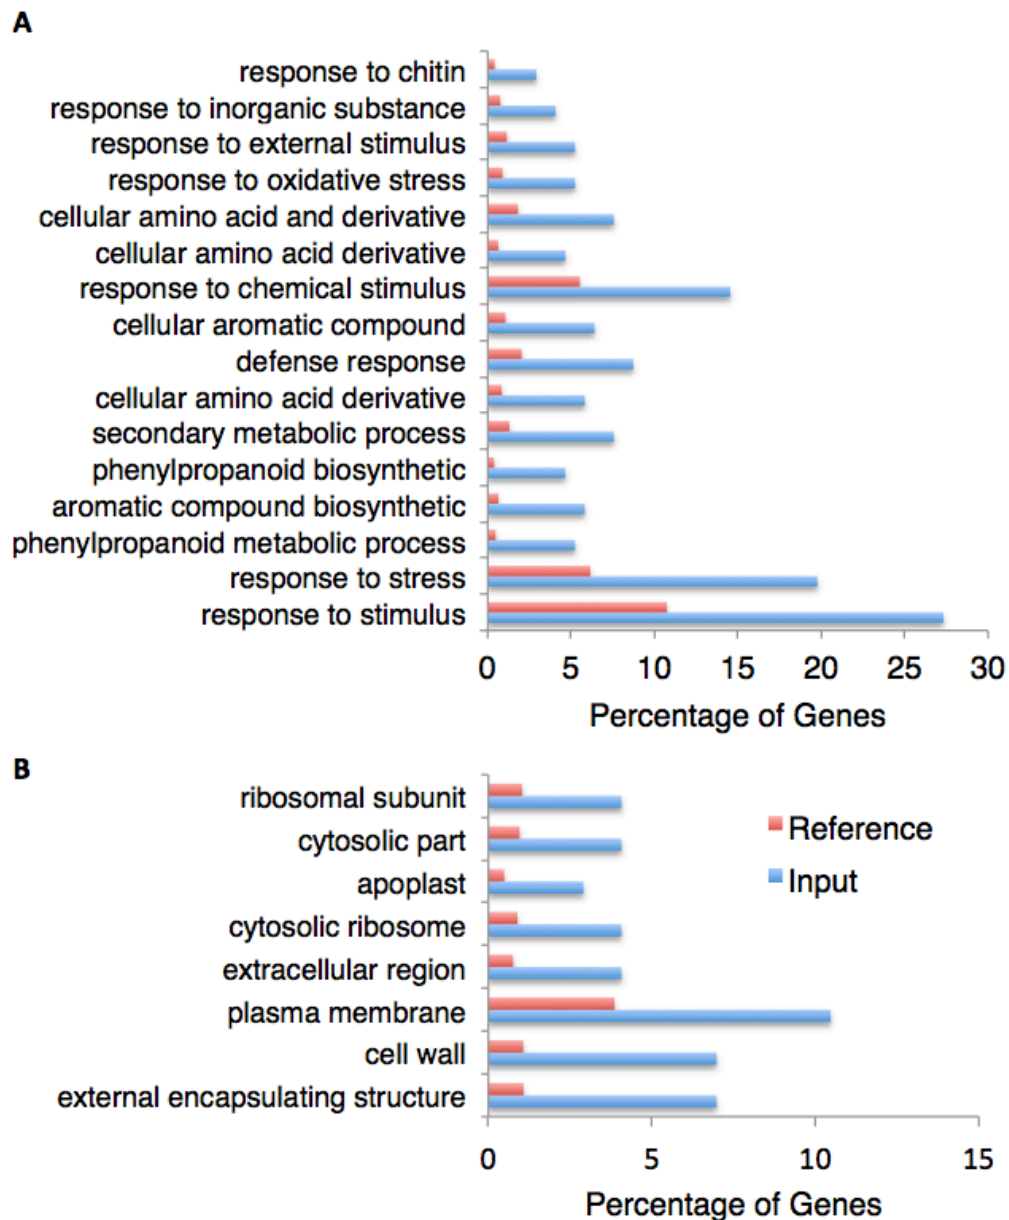 A
response to chitin
response to inorganic substance
response to external stimulus
response to oxidative stress
cellular amino acid and derivative
cellular amino acid derivative
response to chemical stimulus
cellular aromatic compound
defense response
cellular amino acid derivative
secondary metabolic process
phenylpropanoid biosynthetic
aromatic compound biosynthetic
phenylpropanoid metabolic process
response to stress
response to stimulus
0 5 10 15 20 25 30
Percentage of Genes
B
ribosomal subunit
cytosolic part
apoplast
cytosolic ribosome
extracellular region
plasma membrane
cell wall
external encapsulating structure
Reference
Input
0 5 10 15
Percentage of Genes